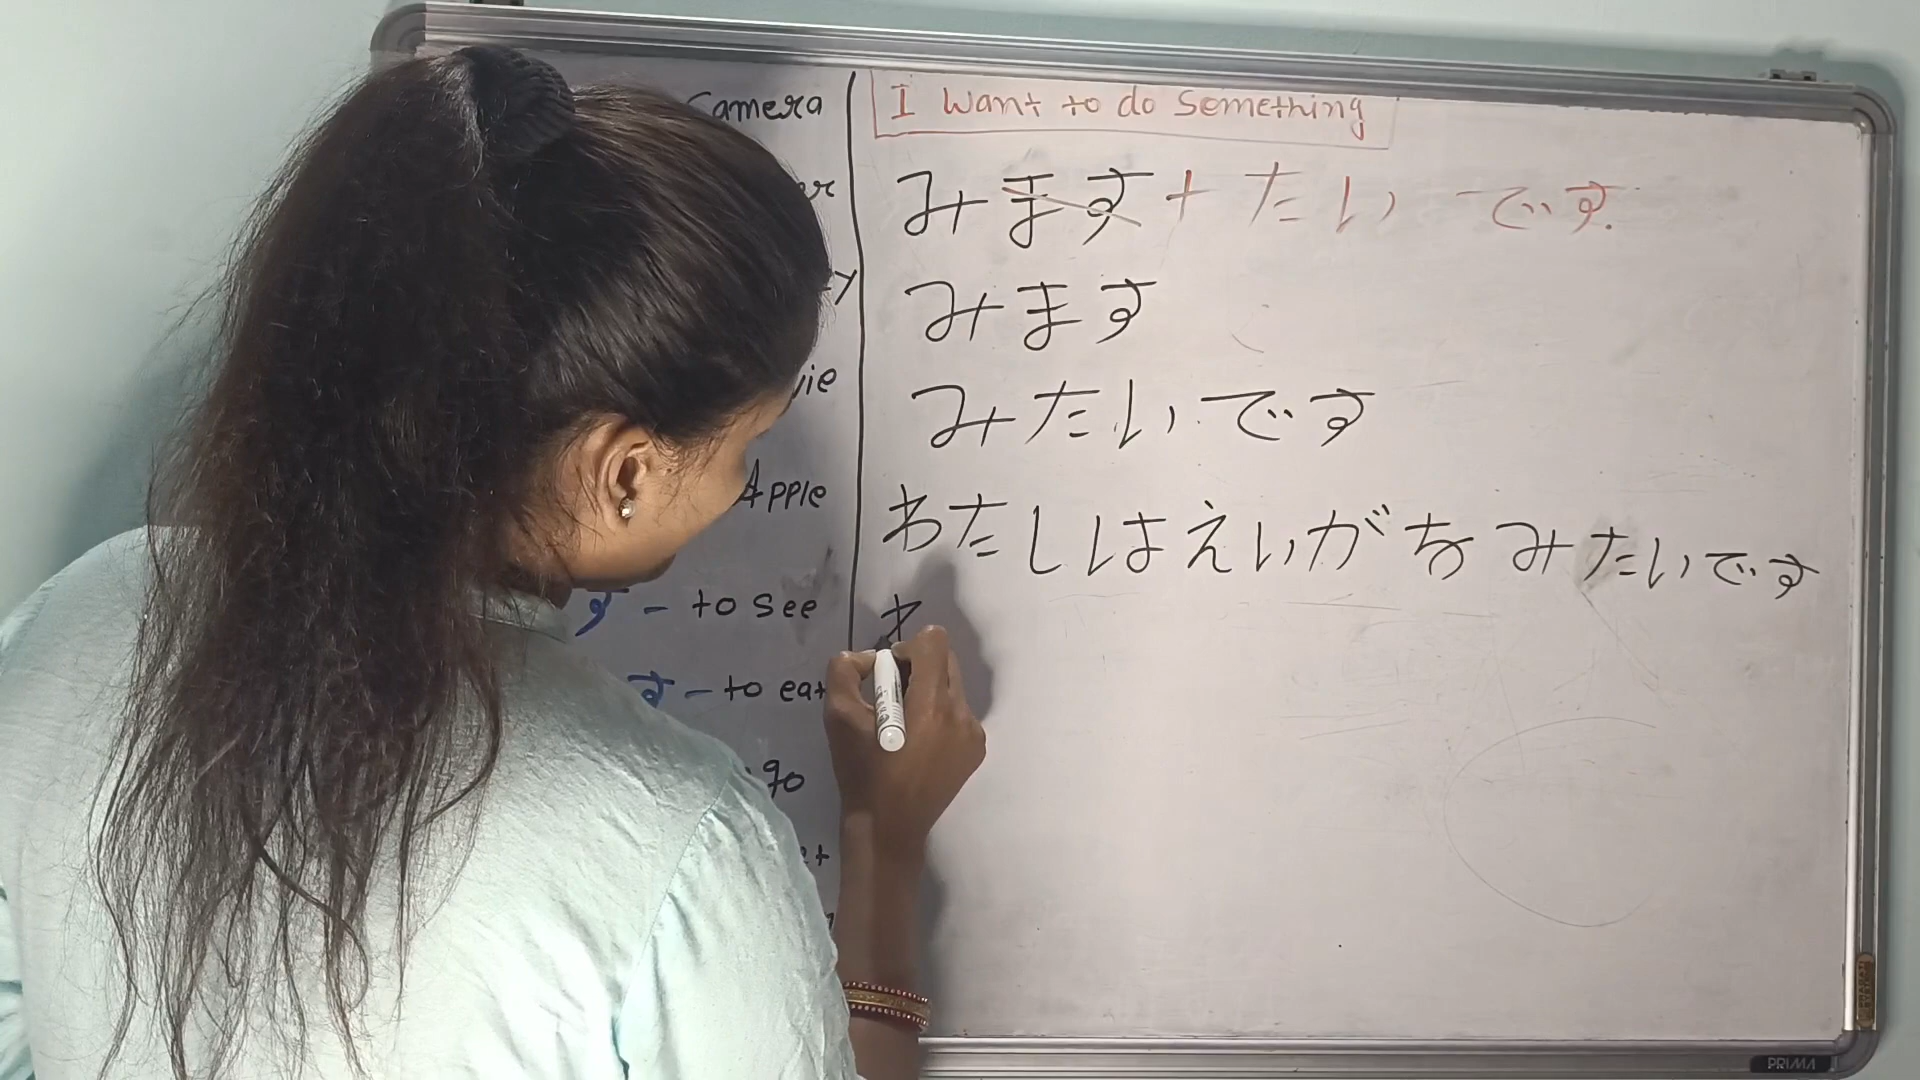 Camera
Apple
す - to see
す - to eat
go
I want to do something
みます + たい です.
みます
みたいです
わたしはえいがを みたいです
PRIMA